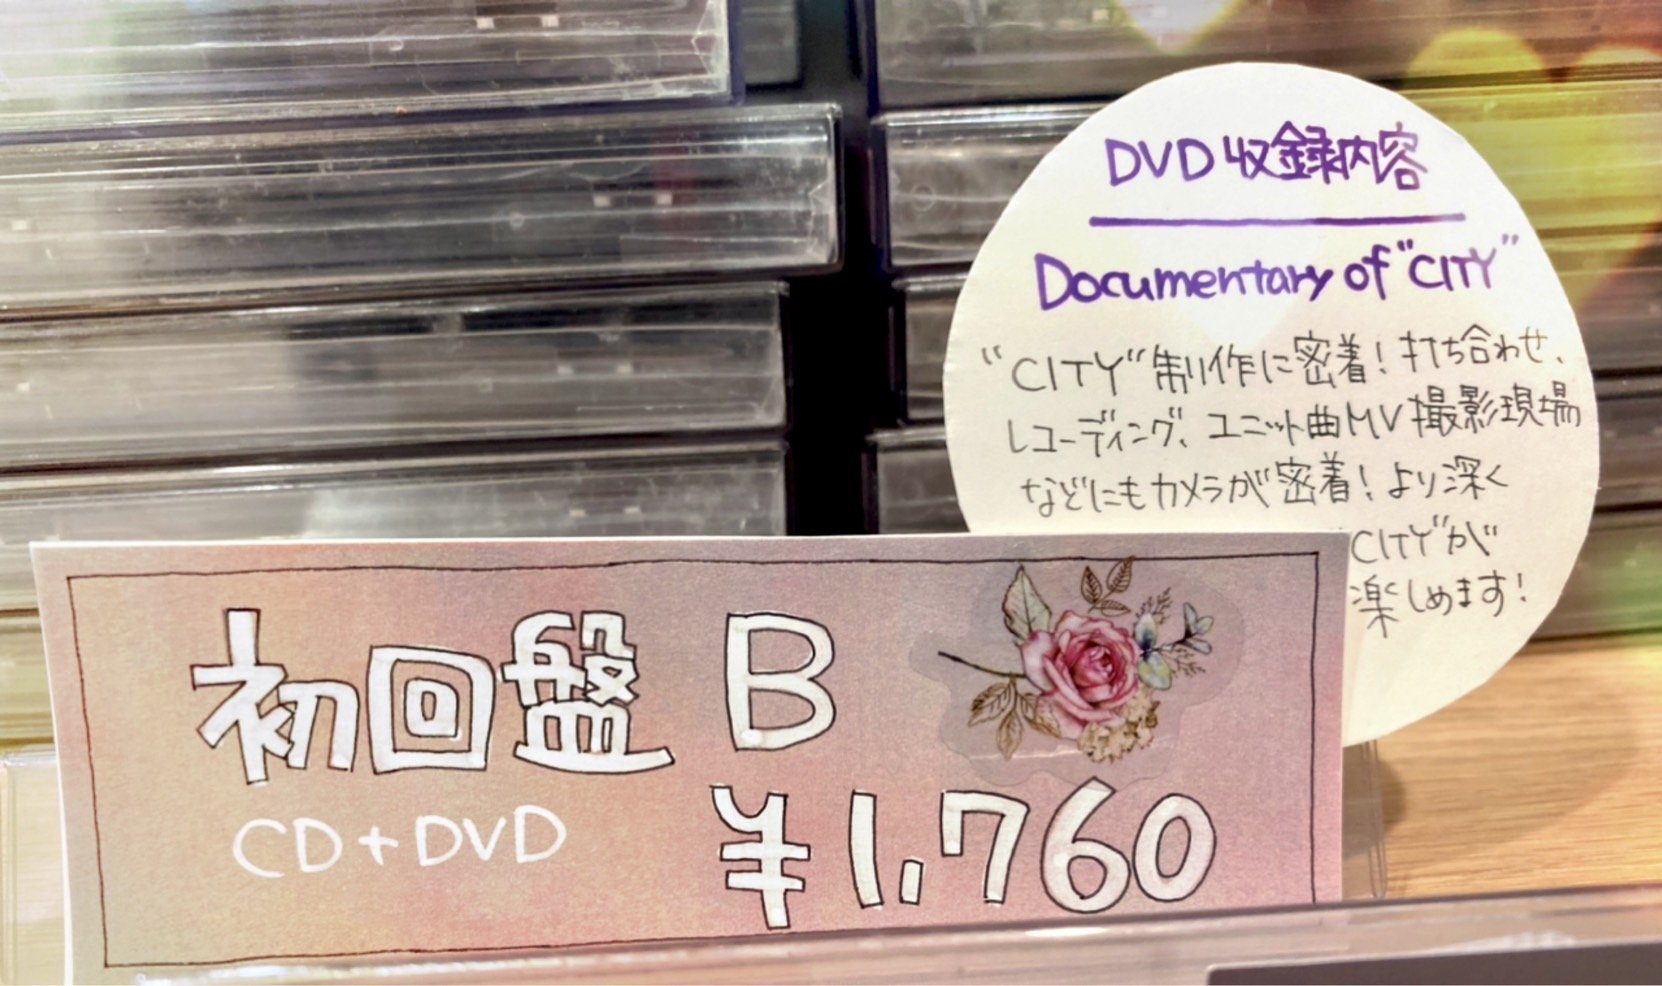 DVD収録内容
Documentary of "CITY"
"CITY"制作に密着！打ち合わせ、
レコーディング、ユニット曲MV撮影現場
などにもカメラが密着！より深く
CITY"が
楽しめます！
初回盤 B
CD+DVD
¥1,760